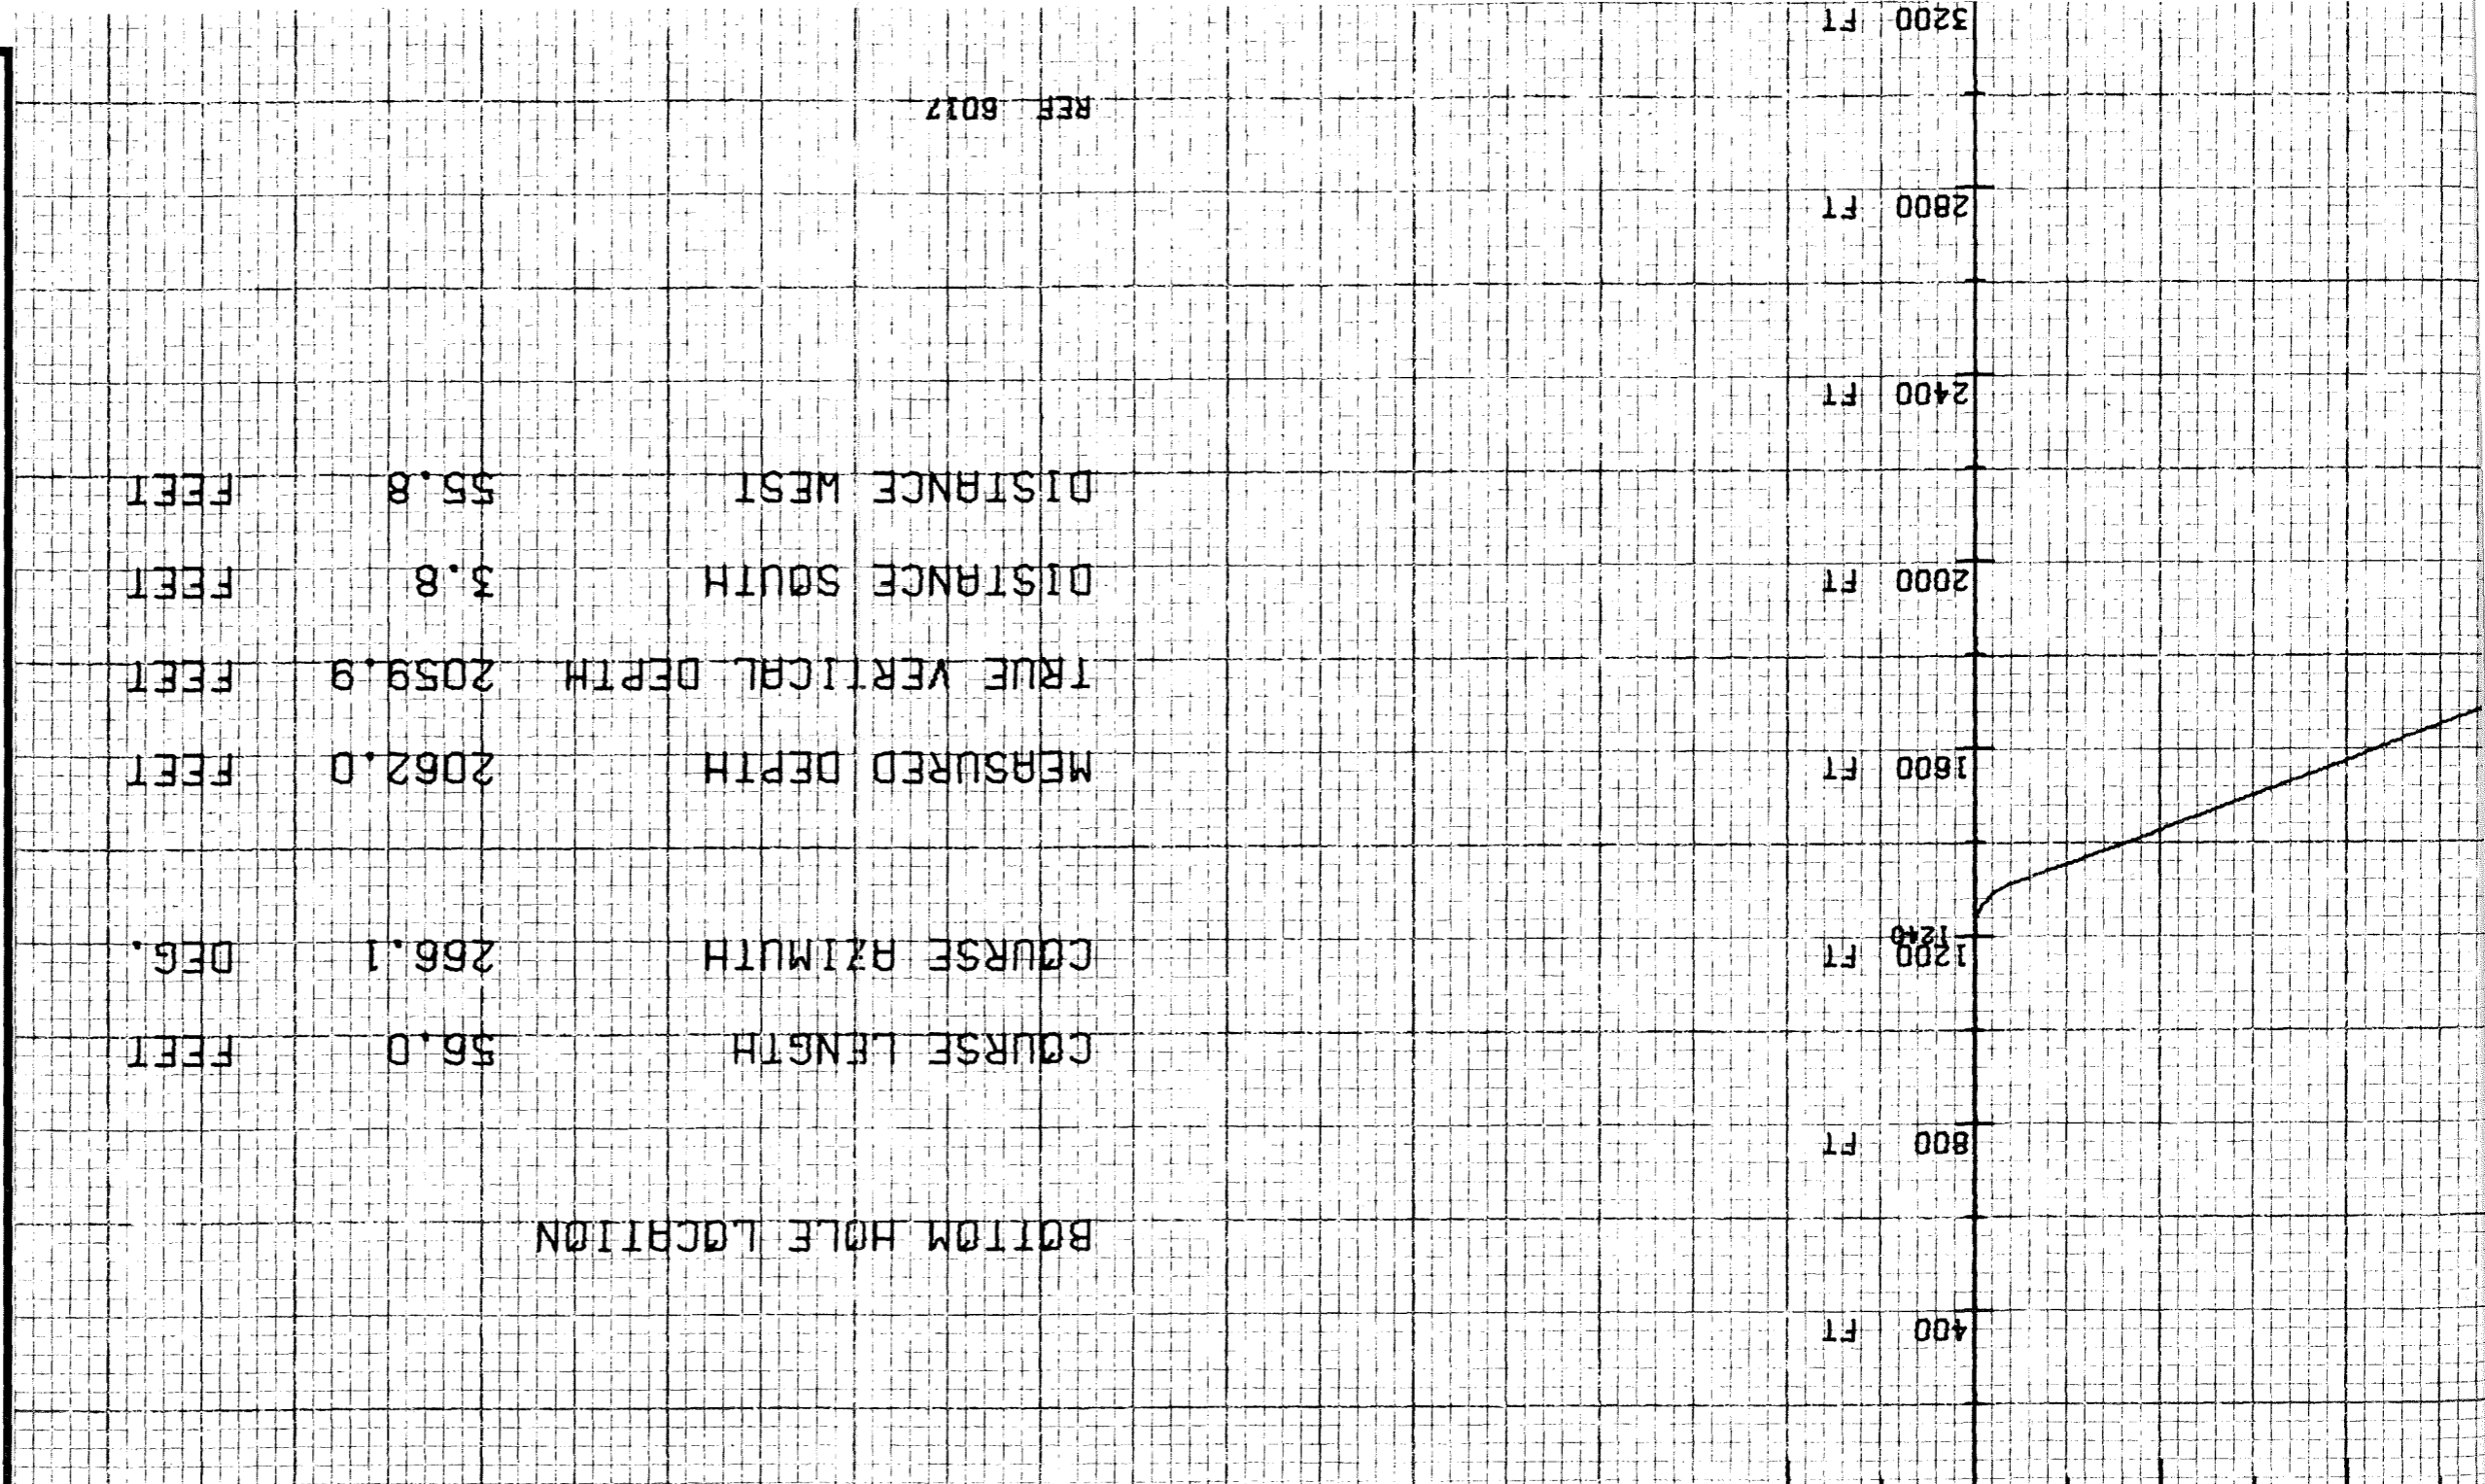 BOTTOM HOLE LOCATION
COURSE LENGTH 56.0 FEET
COURSE AZIMUTH 266.1 DEG.
MEASURED DEPTH 2062.0 FEET
TRUE VERTICAL DEPTH 2059.9 FEET
DISTANCE SOUTH 3.8 FEET
DISTANCE WEST 55.8 FEET
REF 6017
400 FT
800 FT
1200 FT
1240
1600 FT
2000 FT
2400 FT
2800 FT
3200 FT